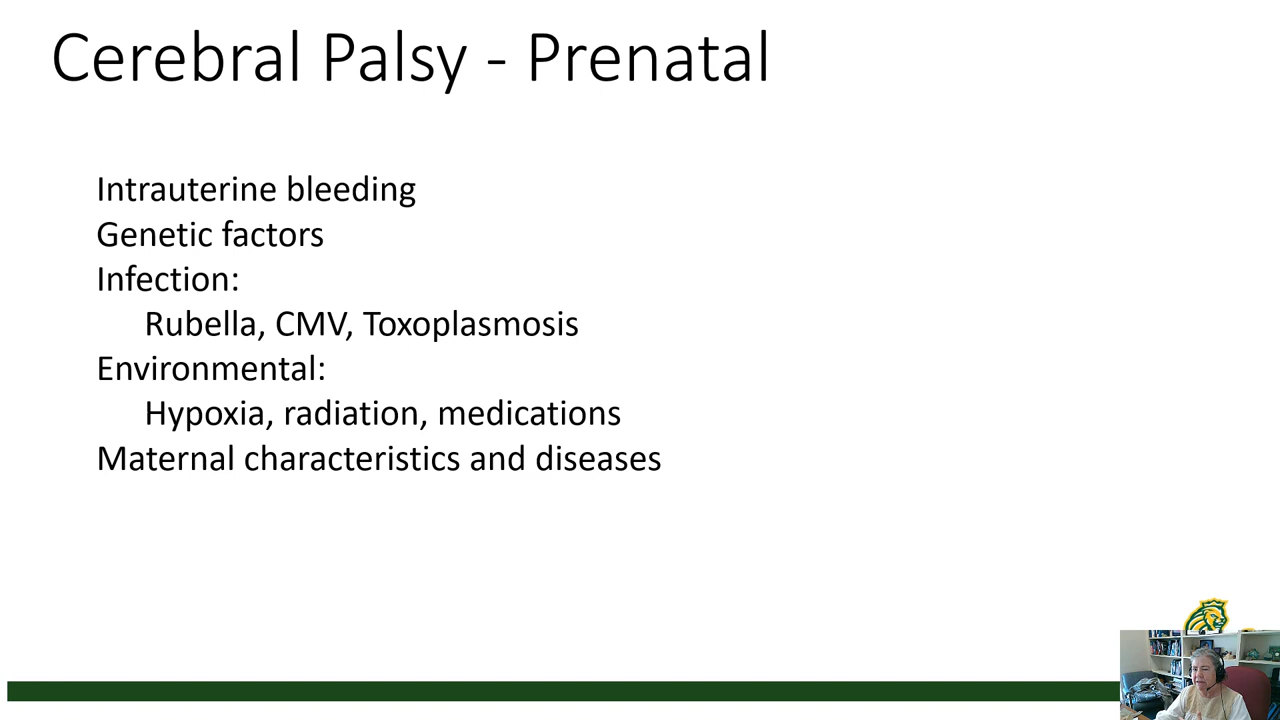 Cerebral Palsy - Prenatal
Intrauterine bleeding
Genetic factors
Infection:
Rubella, CMV, Toxoplasmosis
Environmental:
Hypoxia, radiation, medications
Maternal characteristics and diseases